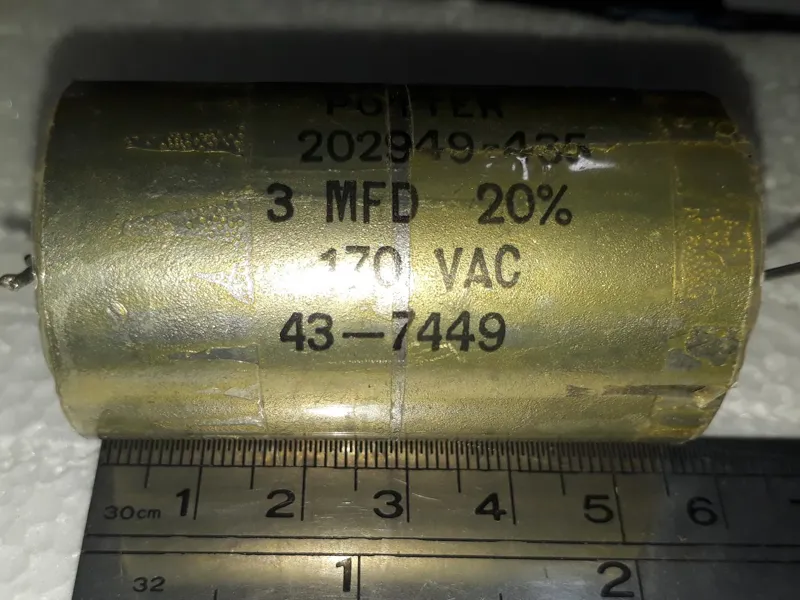 202949-435
3 MFD 20%
170 VAC
43-7449
30cm 1 2 3 4 5 6
32 1 2